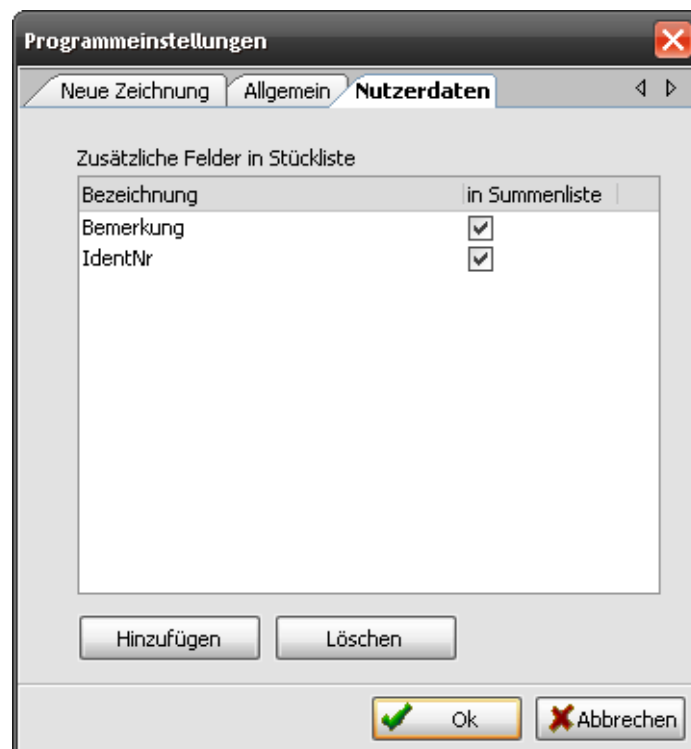 Programmeinstellungen
Neue Zeichnung Allgemein Nutzerdaten
Zusätzliche Felder in Stückliste
Bezeichnung in Summenliste
Bemerkung
IdentNr
Hinzufügen Löschen
Ok Abbrechen